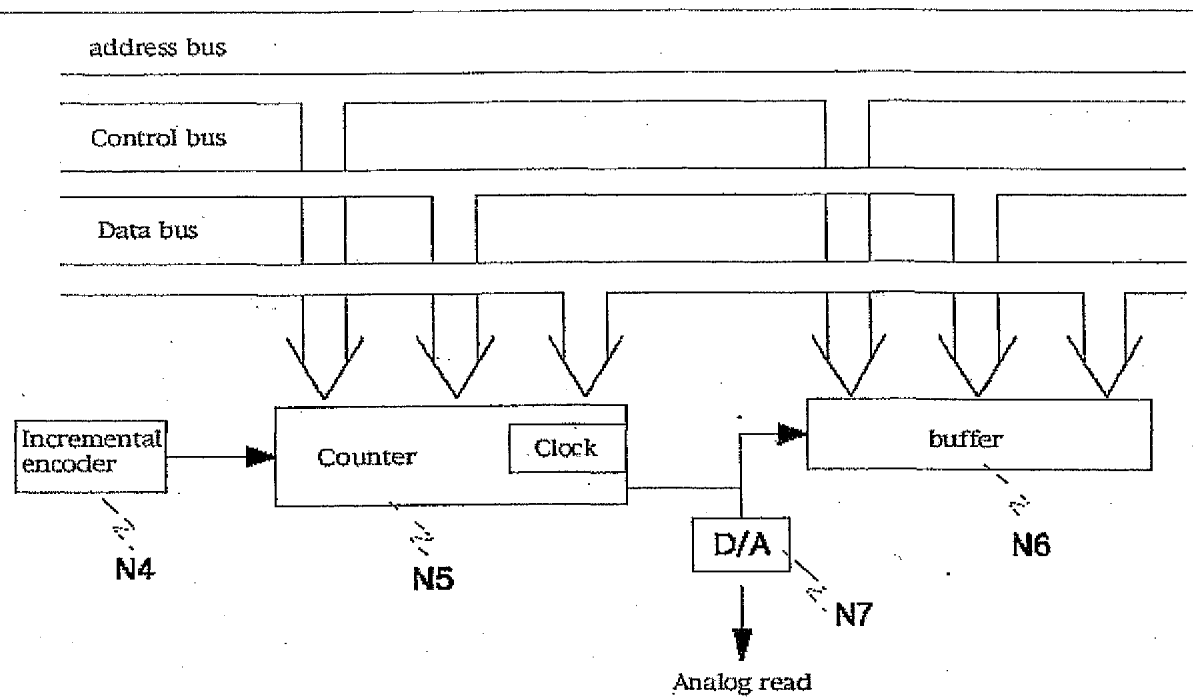 address bus
Control bus
Data bus
Incremental
encoder
Counter
Clock
buffer
D/A
N4
N5
N6
N7
Analog read